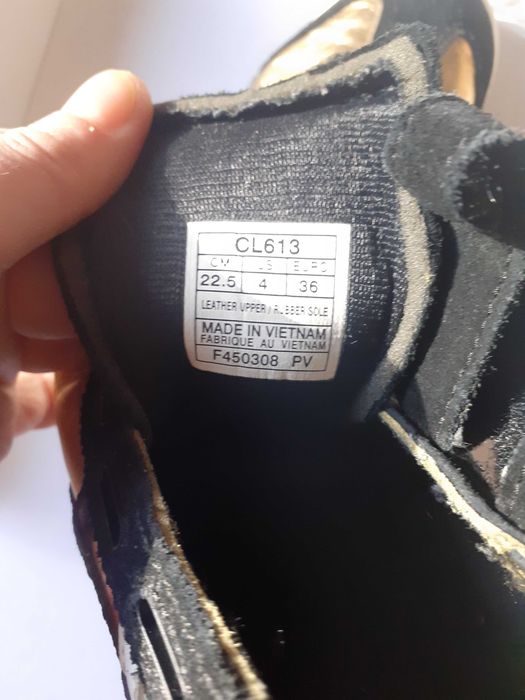 CL613
CM US EURO
22.5 4 36
LEATHER UPPER / RUBBER SOLE
MADE IN VIETNAM
FABRIQUE AU VIETNAM
F450308 PV